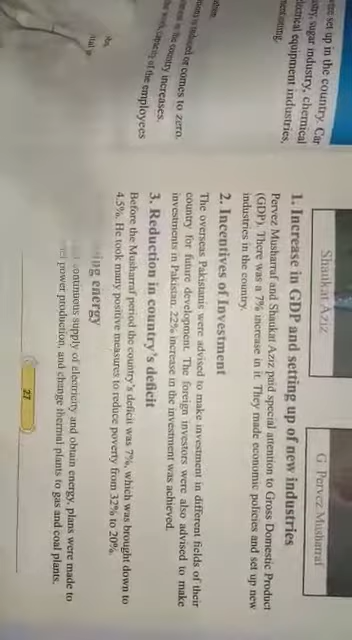 were set up in the country. Car
sugar industry, chemical
electrical equipment industries,
or comes to zero.
the country increases.
of the employees
Shaukat Aziz
G. Pervez Musharraf
1. Increase in GDP and setting up of new industries
Pervez Musharraf and Shaukat Aziz paid special attention to Gross Domestic Product
(GDP). There was a 7% increase in it. They made economic policies and set up new
industries in the country.
2. Incentives of Investment
The overseas Pakistanis were advised to make investment in different fields of their
country for future development. The foreign investors were also advised to make
investments in Pakistan. 22% increase in the investment was achieved.
3. Reduction in country's deficit
Before the Musharraf period the country's deficit was 7%, which was brought down to
4.5%. He took many positive measures to reduce poverty from 32% to 20%.
energy
continuous supply of electricity and obtain energy, plans were made to
power production, and change thermal plants to gas and coal plants.
27